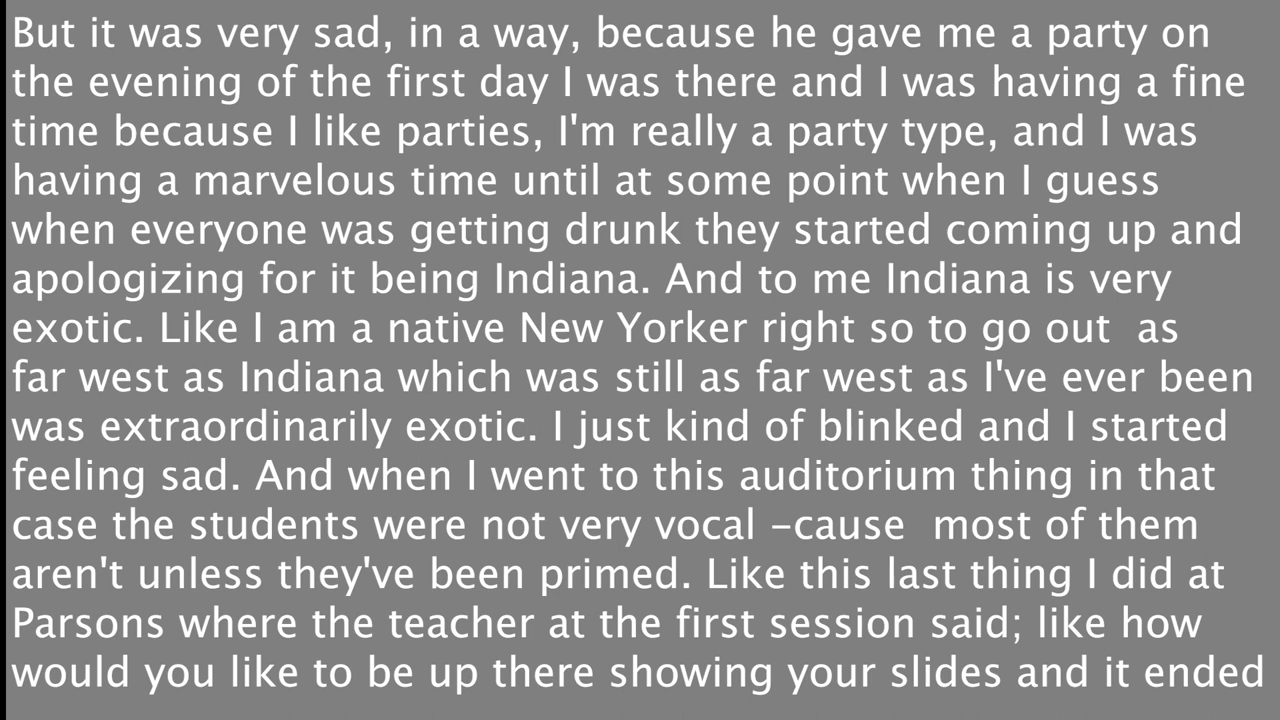 But it was very sad, in a way, because he gave me a party on
the evening of the first day I was there and I was having a fine
time because I like parties, I'm really a party type, and I was
having a marvelous time until at some point when I guess
when everyone was getting drunk they started coming up and
apologizing for it being Indiana. And to me Indiana is very
exotic. Like I am a native New Yorker right so to go out  as
far west as Indiana which was still as far west as I've ever been
was extraordinarily exotic. I just kind of blinked and I started
feeling sad. And when I went to this auditorium thing in that
case the students were not very vocal –cause  most of them
aren't unless they've been primed. Like this last thing I did at
Parsons where the teacher at the first session said; like how
would you like to be up there showing your slides and it ended